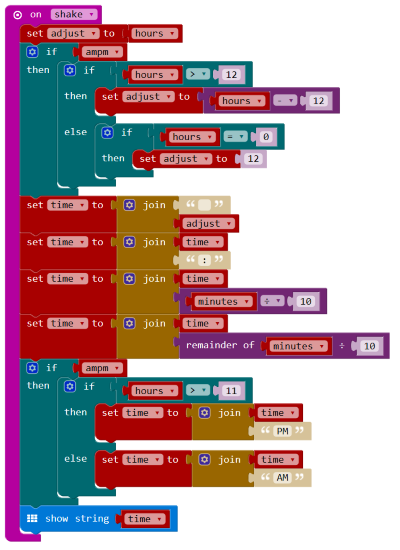 on shake
set adjust to hours
if ampm
then if hours > 12
then set adjust to hours - 12
else if hours = 0
then set adjust to 12
set time to join “ ”
adjust
set time to join time
“ : ”
set time to join time
minutes ÷ 10
set time to join time
remainder of minutes ÷ 10
if ampm
then if hours > 11
then set time to join time
“ PM ”
else set time to join time
“ AM ”
show string time